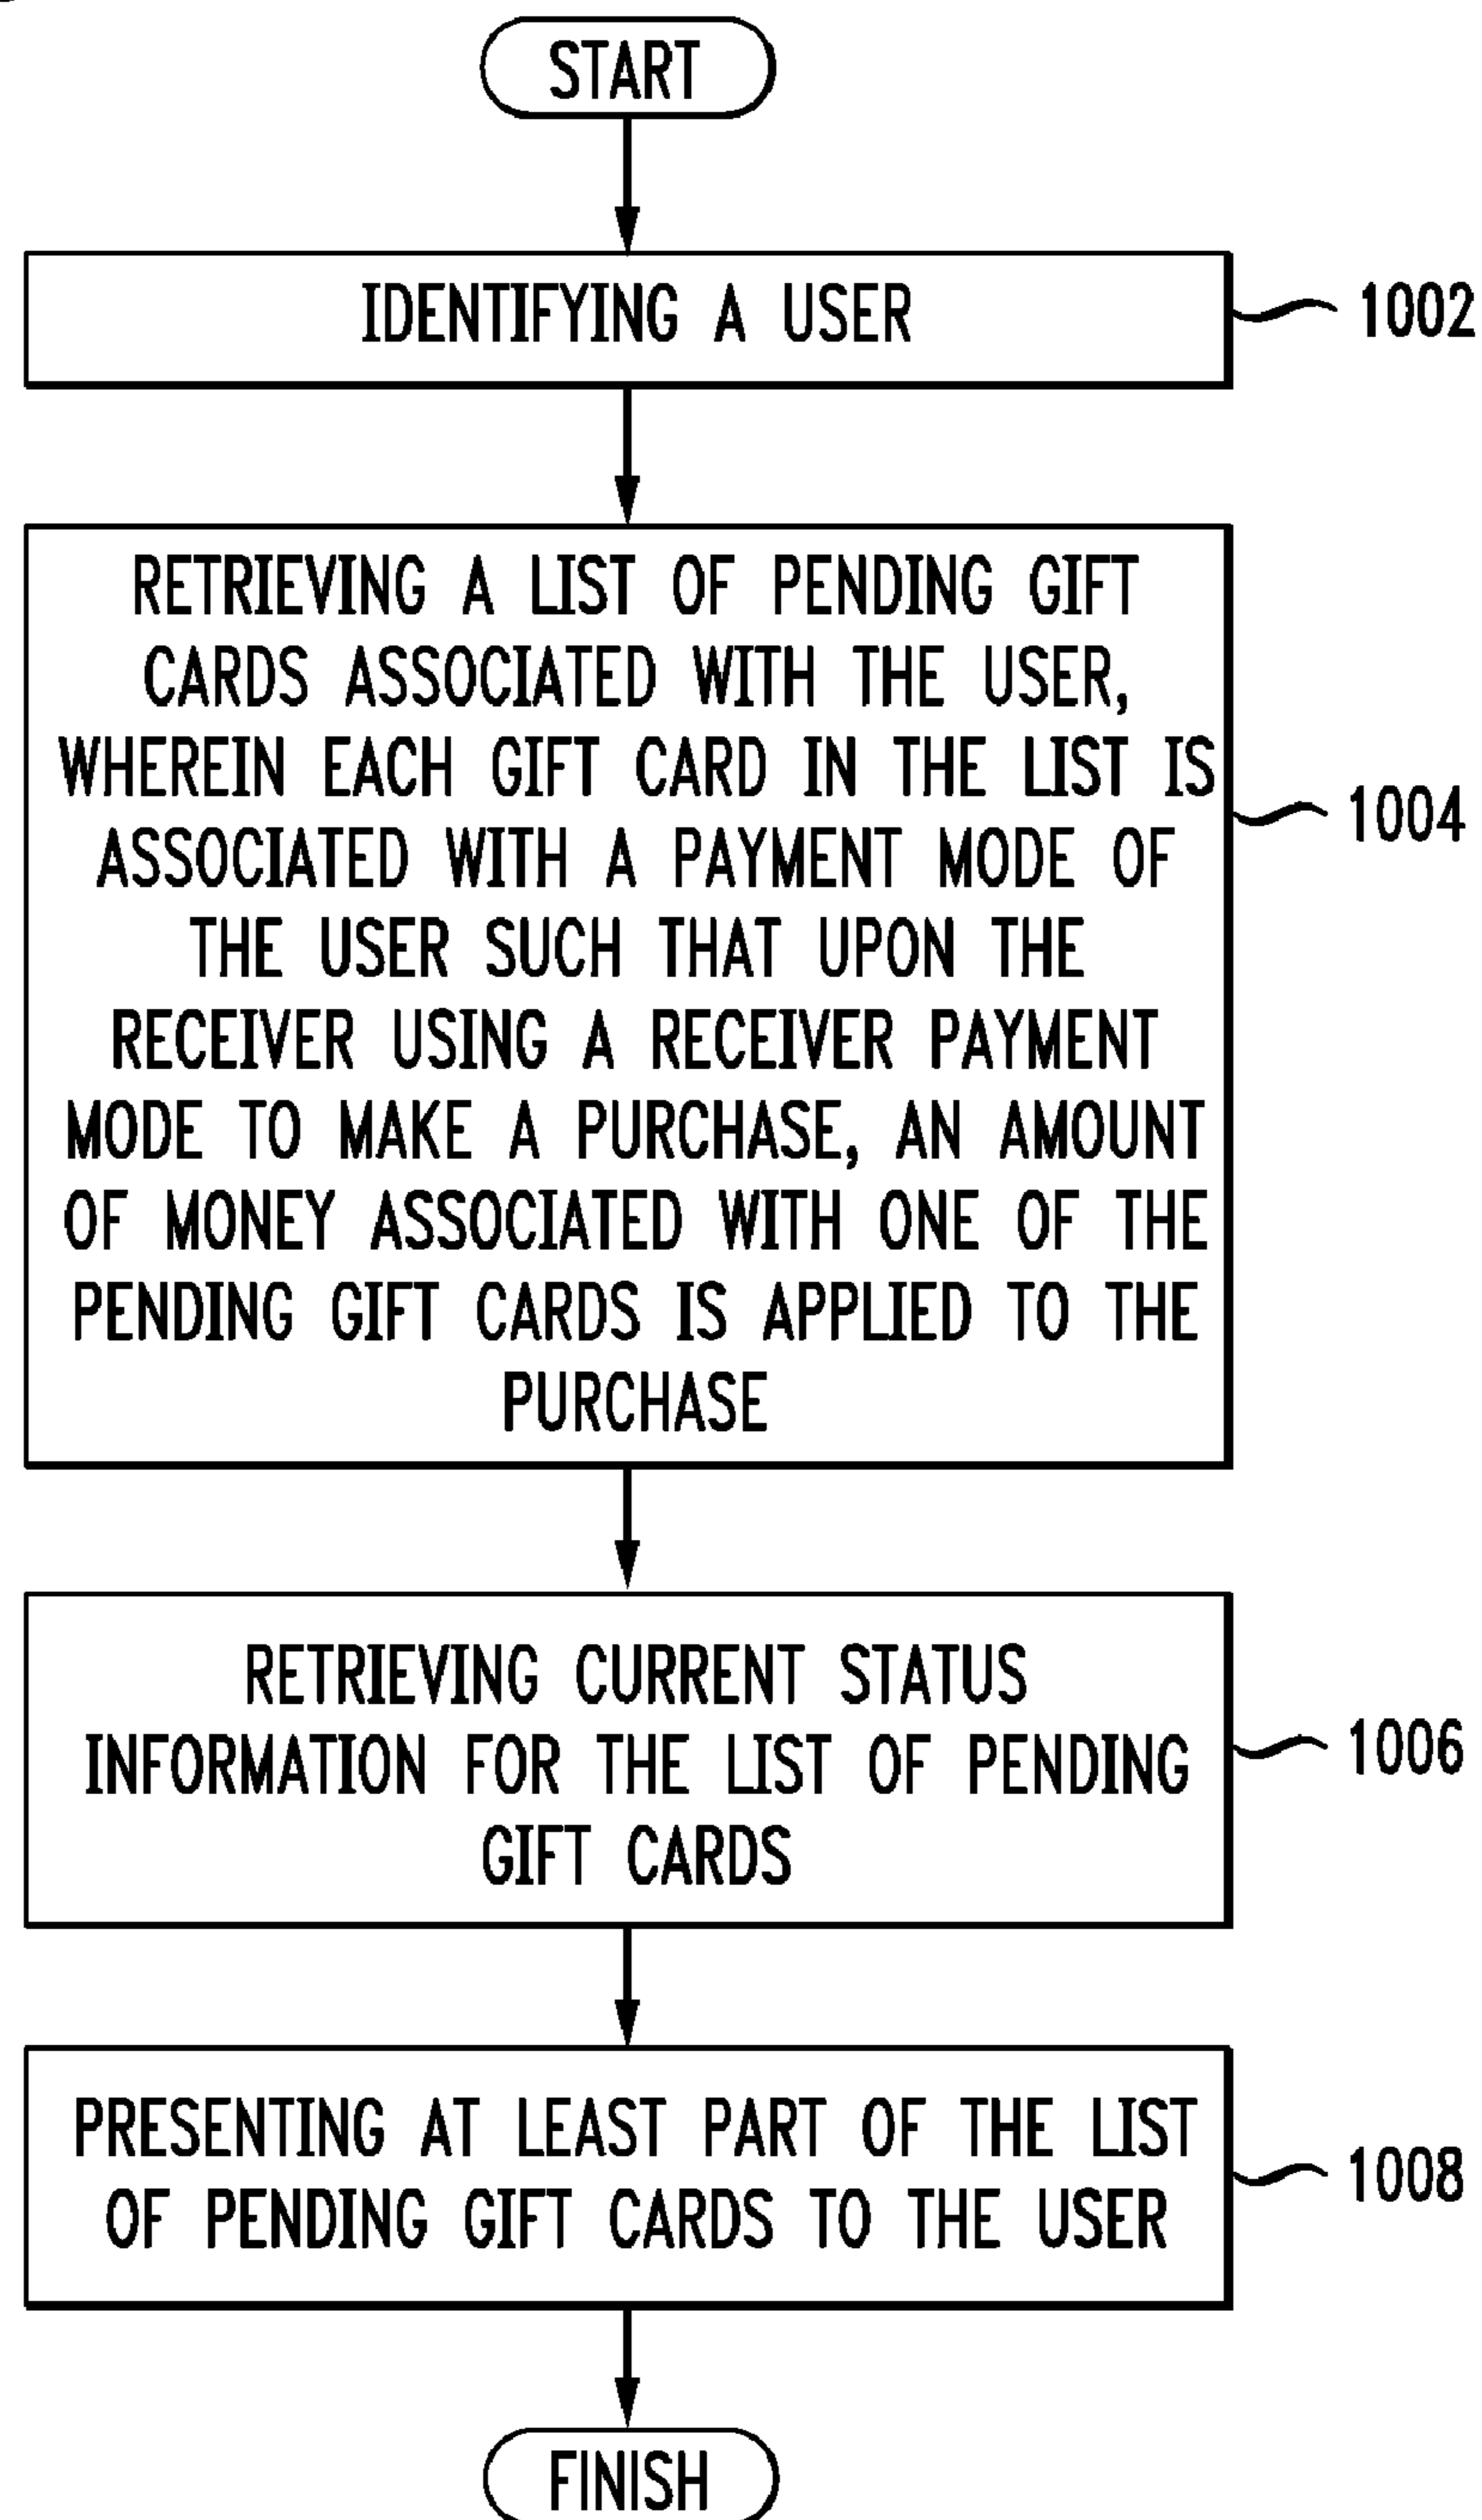 START
IDENTIFYING A USER
1002
RETRIEVING A LIST OF PENDING GIFT
CARDS ASSOCIATED WITH THE USER,
WHEREIN EACH GIFT CARD IN THE LIST IS
ASSOCIATED WITH A PAYMENT MODE OF
THE USER SUCH THAT UPON THE
RECEIVER USING A RECEIVER PAYMENT
MODE TO MAKE A PURCHASE, AN AMOUNT
OF MONEY ASSOCIATED WITH ONE OF THE
PENDING GIFT CARDS IS APPLIED TO THE
PURCHASE
1004
RETRIEVING CURRENT STATUS
INFORMATION FOR THE LIST OF PENDING
GIFT CARDS
1006
PRESENTING AT LEAST PART OF THE LIST
OF PENDING GIFT CARDS TO THE USER
1008
FINISH